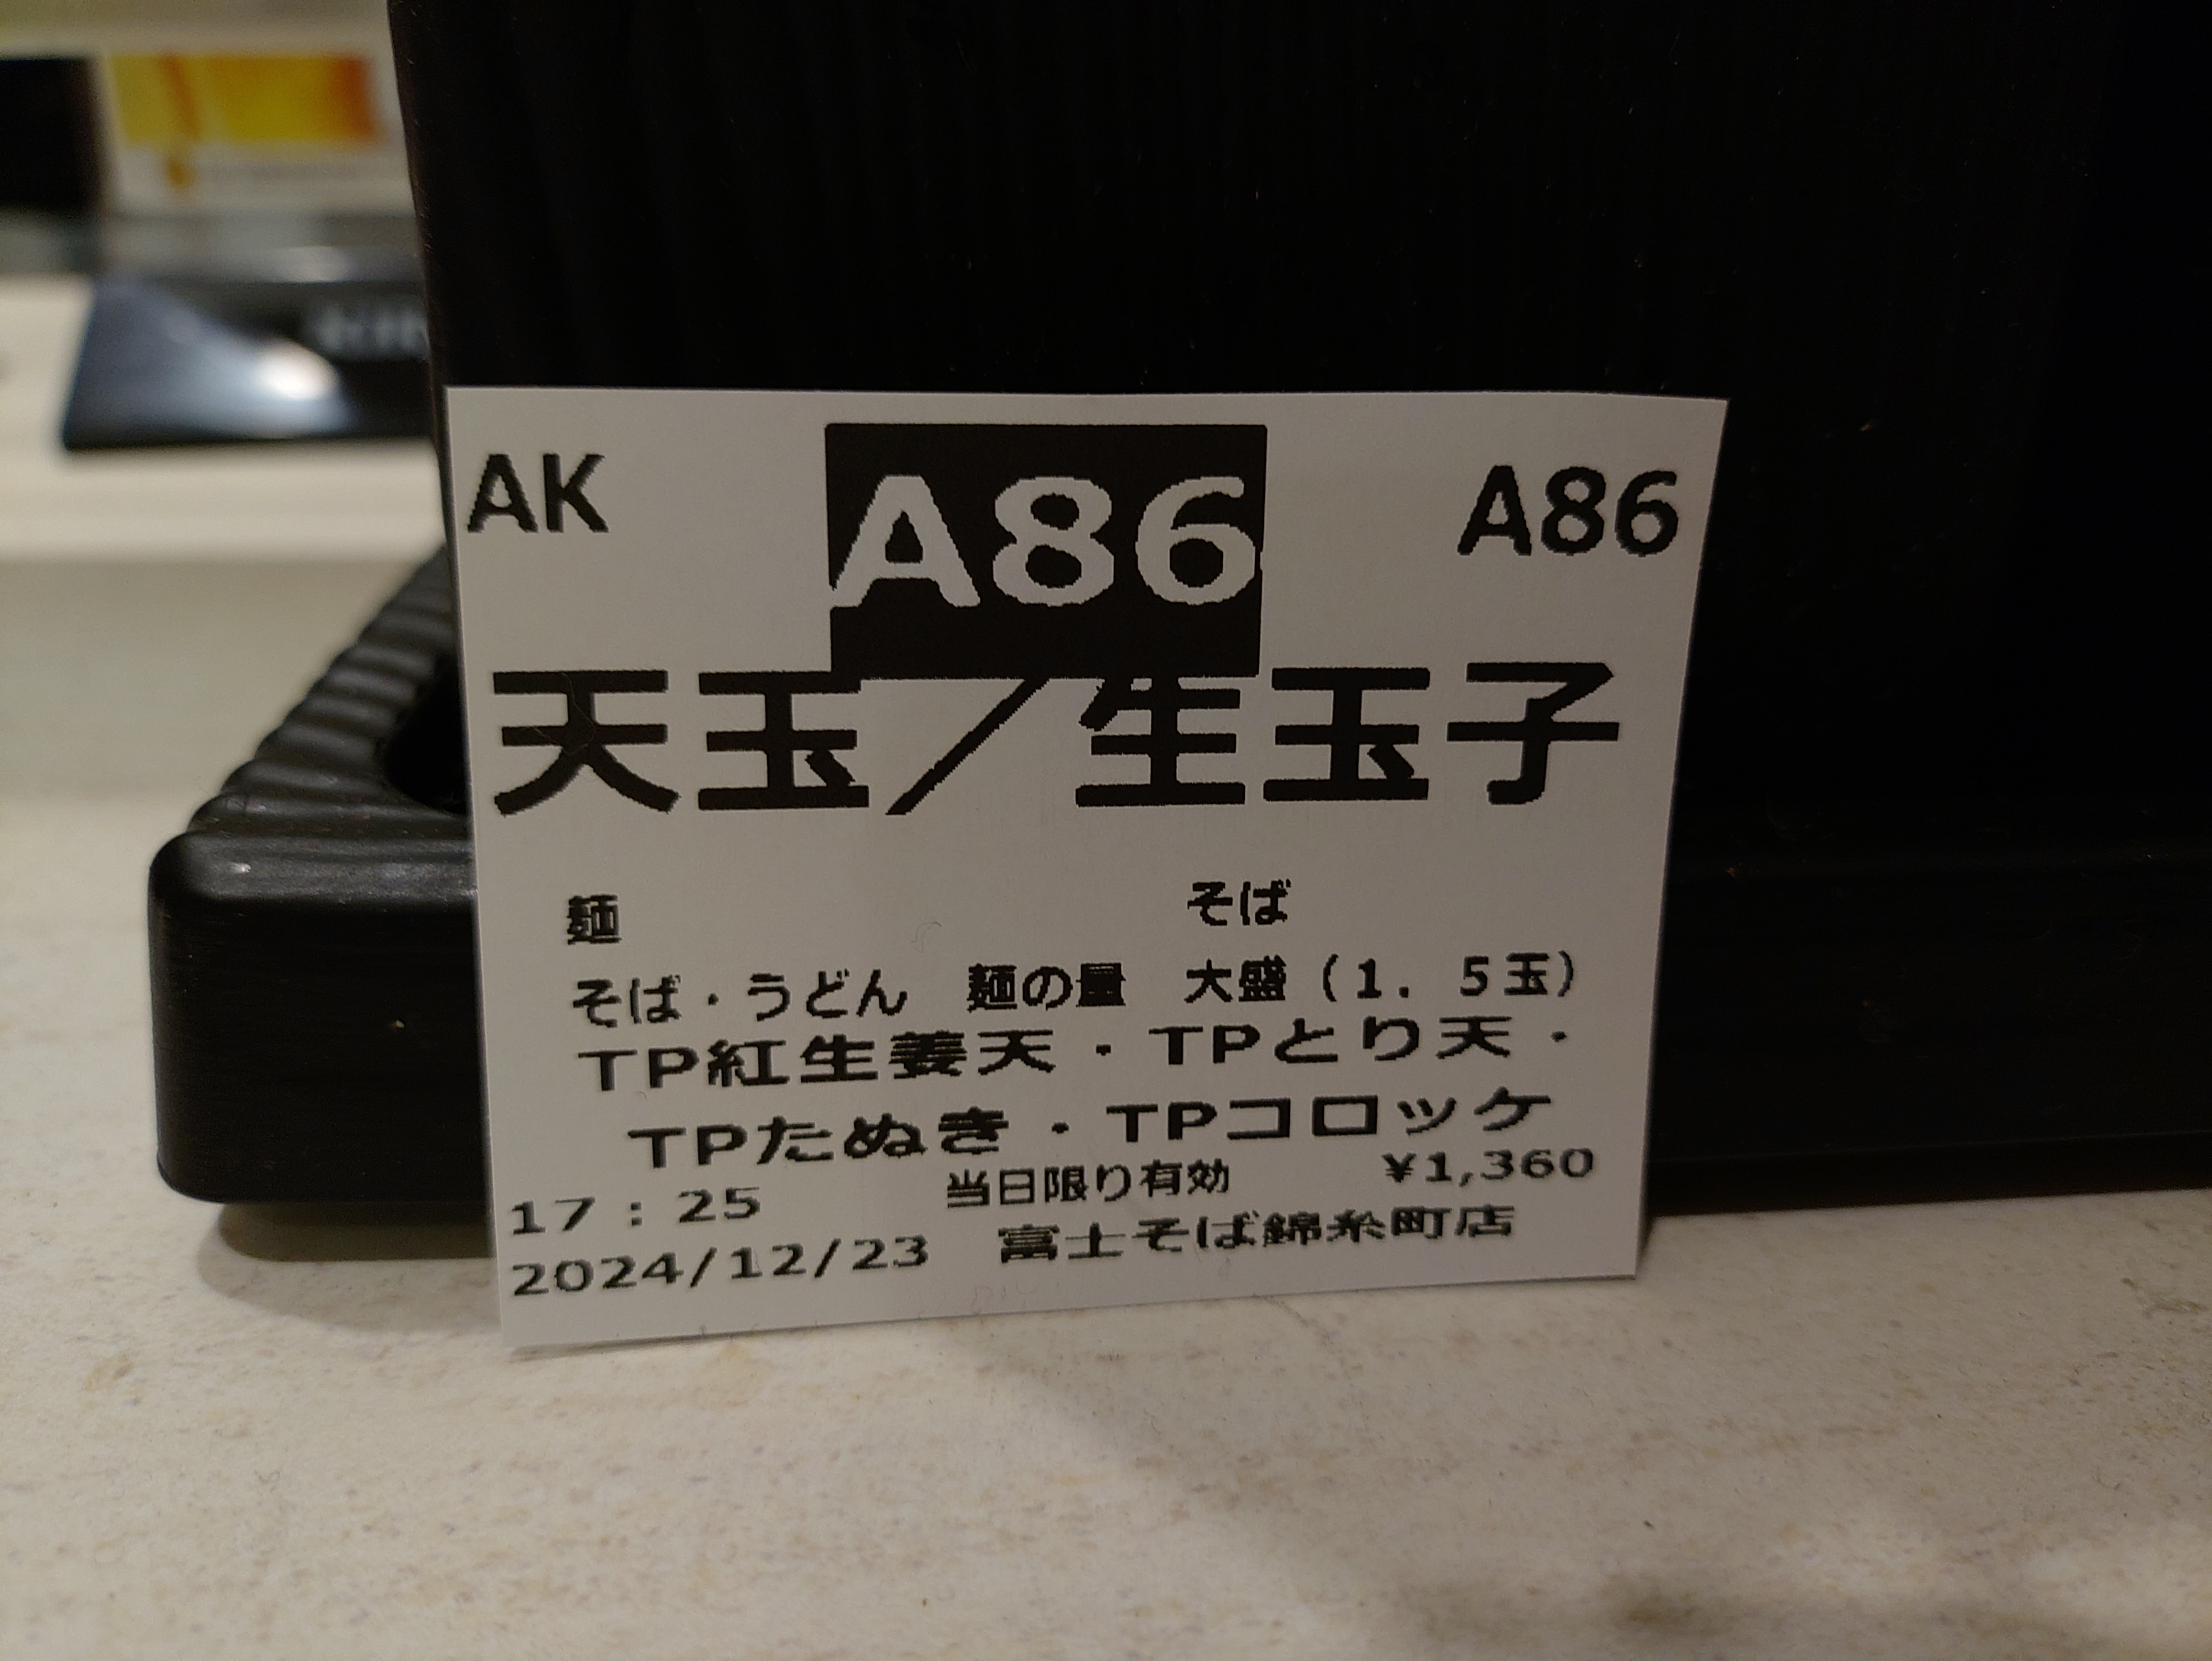 AK A86 A86
天玉／生玉子
麺 そば
そば・うどん 麺の量 大盛（1．5玉）
TP紅生姜天・TPとり天・
TPたぬき・TPコロッケ
17：25 当日限り有効 ¥1,360
2024/12/23 富士そば錦糸町店